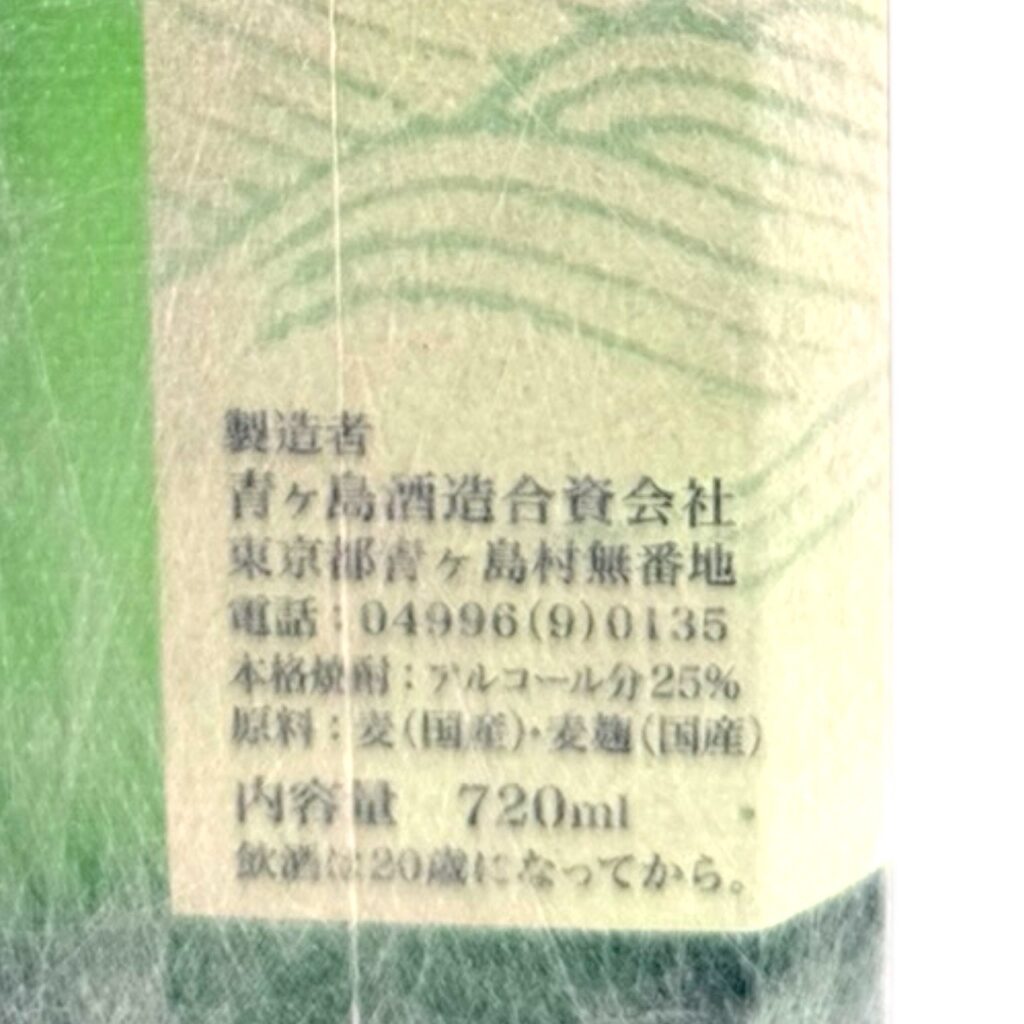 製造者
青ヶ島酒造合資会社
東京都青ヶ島村無番地
電話：04996(9)0135
本格焼酎：アルコール分25%
原料：麦(国産)・麦麹(国産)
内容量　720ml
飲酒は20歳になってから。